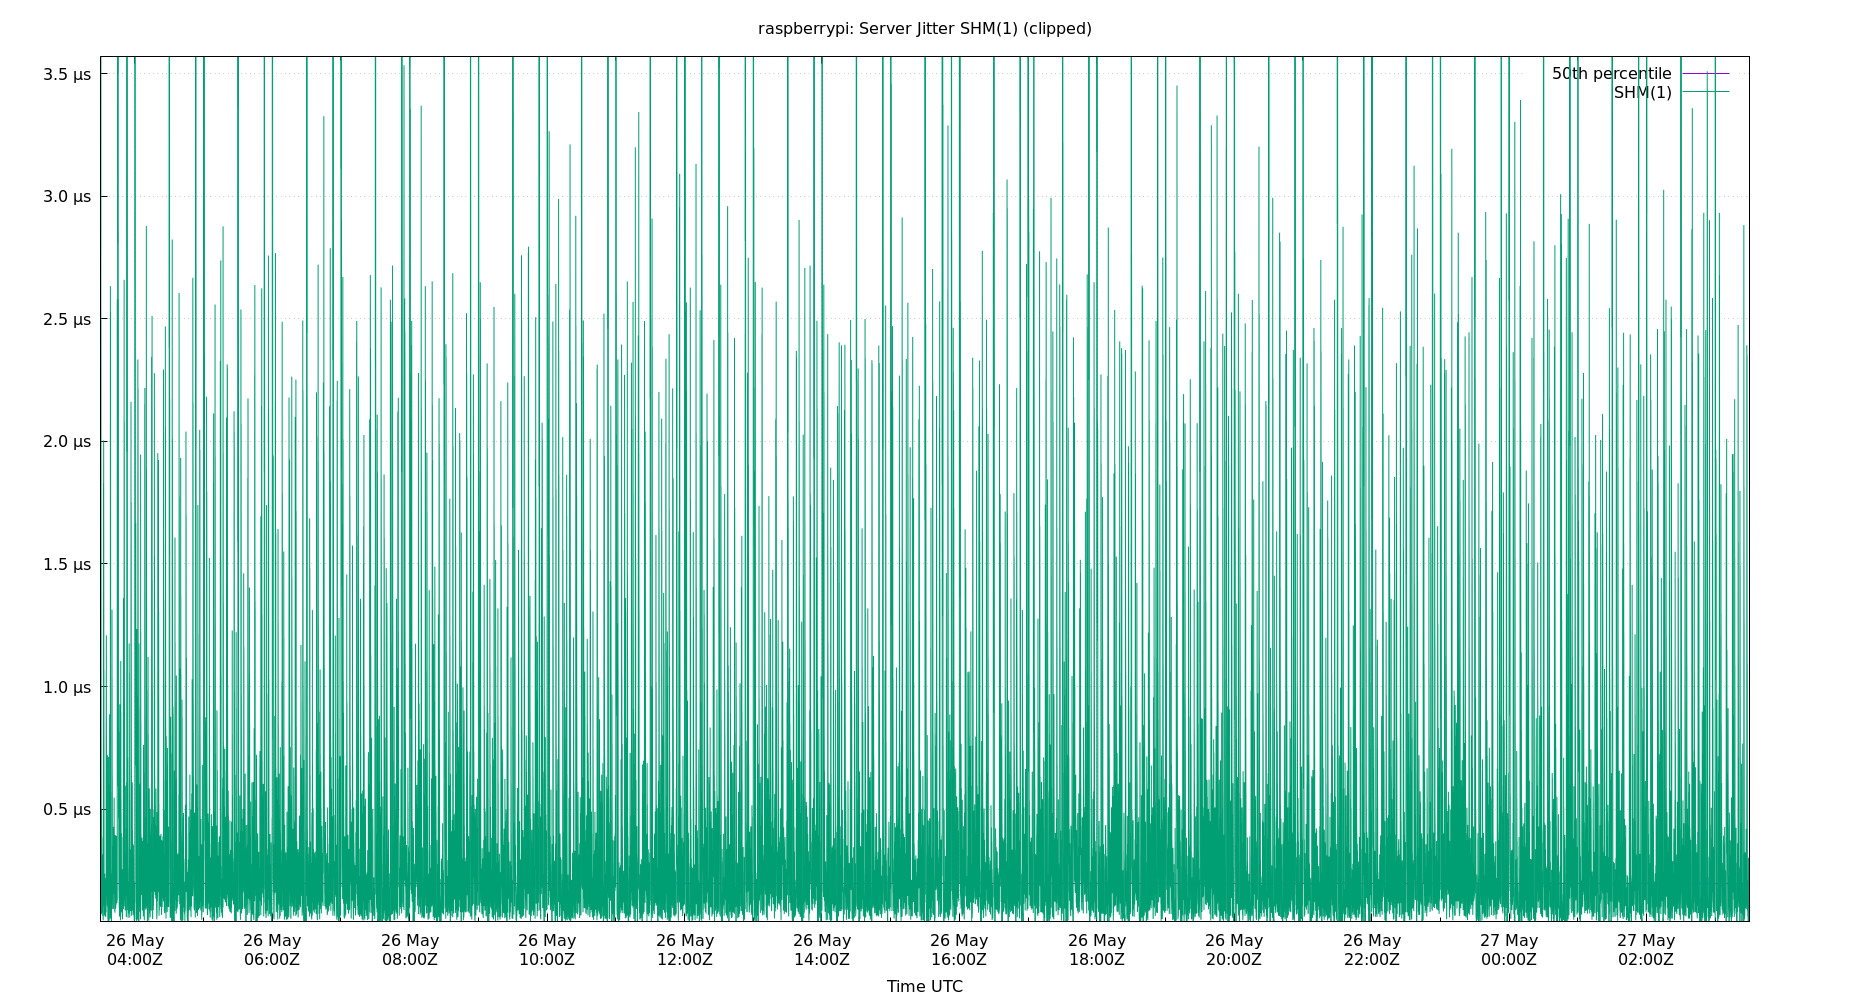 raspberrypi: Server Jitter SHM(1) (clipped)
3.5 µs
3.0 µs
2.5 µs
2.0 µs
1.5 µs
1.0 µs
0.5 µs
50th percentile
SHM(1)
26 May 26 May 26 May 26 May 26 May 26 May 26 May 26 May 26 May 26 May 27 May 27 May
04:00Z 06:00Z 08:00Z 10:00Z 12:00Z 14:00Z 16:00Z 18:00Z 20:00Z 22:00Z 00:00Z 02:00Z
Time UTC